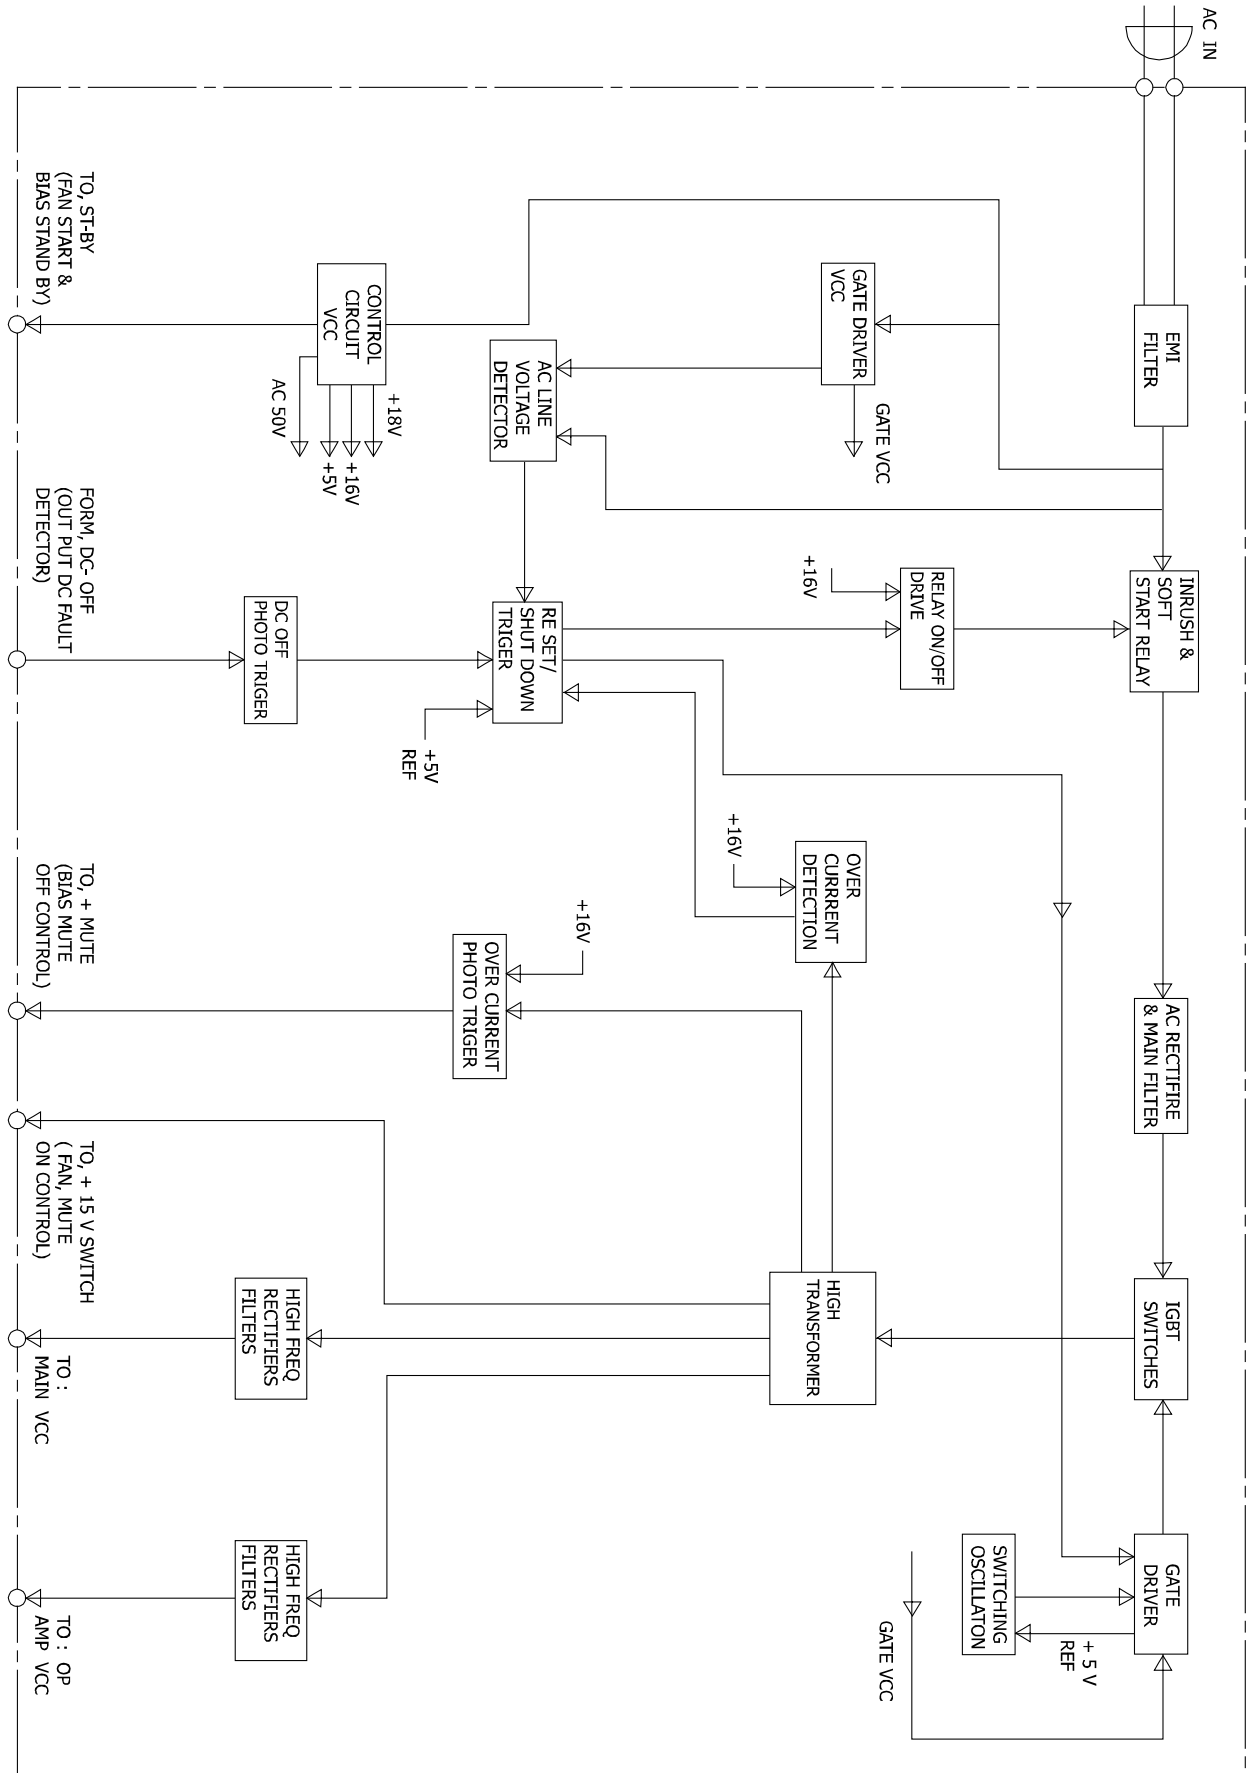 AC IN
EMI
FILTER
INRUSH &
SOFT
START RELAY
AC RECTIFIRE
& MAIN FILTER
IGBT
SWITCHES
GATE
DRIVER
GATE DRIVER
VCC
GATE VCC
RELAY ON/OFF
DRIVE
+16V
OVER
CURRRENT
DETECTION
+16V
HIGH
TRANSFORMER
SWITCHING
OSCILLATON
+ 5 V
REF
GATE VCC
AC LINE
VOLTAGE
DETECTOR
RE SET/
SHUT DOWN
TRIGER
+5V
REF
OVER CURRENT
PHOTO TRIGER
+16V
CONTROL
CIRCUIT
VCC
+18V
+16V
+5V
AC 50V
DC OFF
PHOTO TRIGER
HIGH FREQ
RECTIFIERS
FILTERS
HIGH FREQ
RECTIFIERS
FILTERS
TO, ST-BY
(FAN START &
BIAS STAND BY)
FORM, DC- OFF
(OUT PUT DC FAULT
DETECTOR)
TO, + MUTE
(BIAS MUTE
OFF CONTROL)
TO, + 15 V SWITCH
( FAN, MUTE
ON CONTROL)
TO :
MAIN VCC
TO : OP
AMP VCC